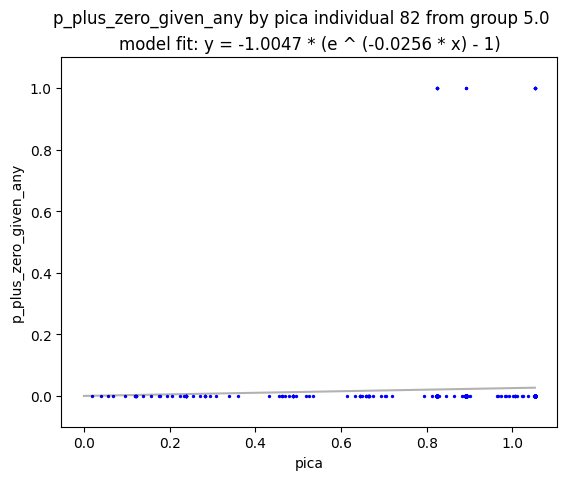 p_plus_zero_given_any by pica individual 82 from group 5.0
model fit: y = -1.0047 * (e ^ (-0.0256 * x) - 1)
1.0
0.8
0.6
0.4
0.2
0.0
p_plus_zero_given_any
0.0 0.2 0.4 0.6 0.8 1.0
pica